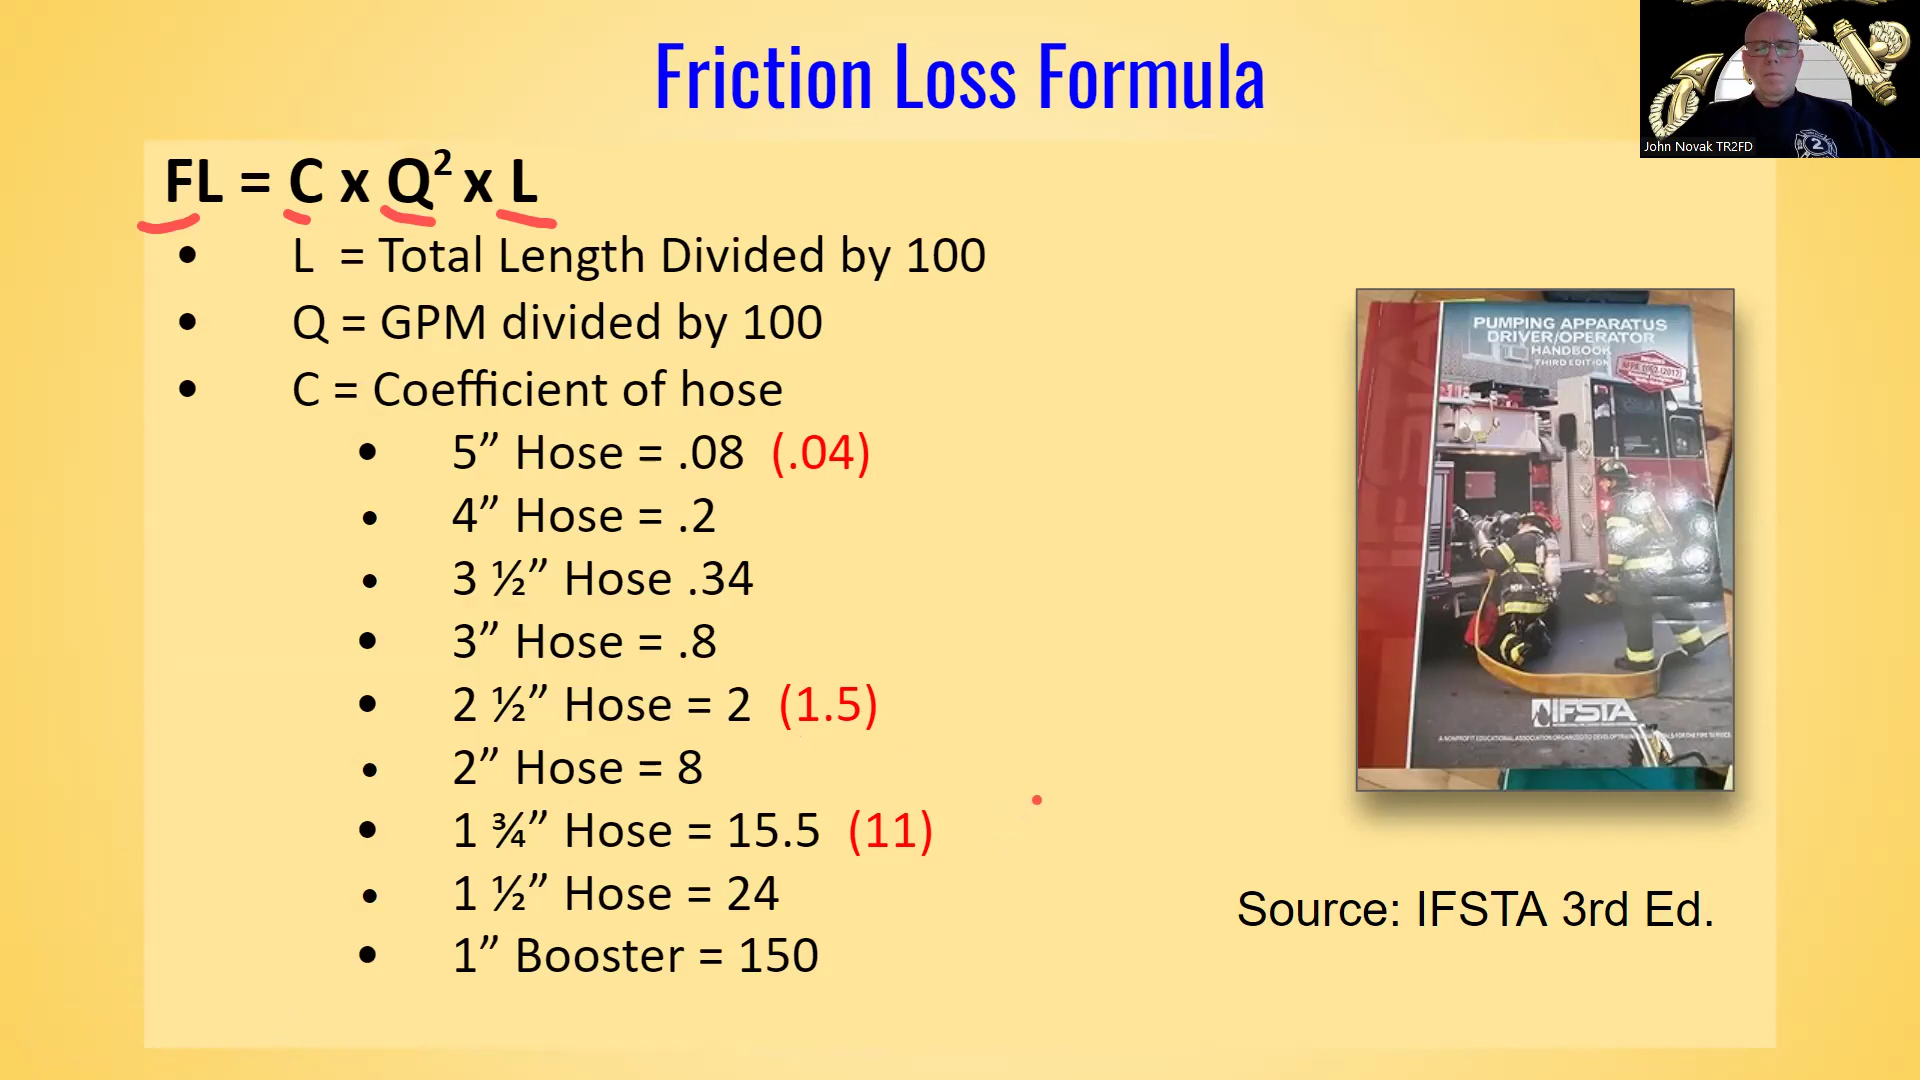 Friction Loss Formula
John Novak TR2FD
FL = C x Q² x L
• L = Total Length Divided by 100
• Q = GPM divided by 100
• C = Coefficient of hose
• 5” Hose = .08 (.04)
• 4” Hose = .2
• 3 ½” Hose .34
• 3” Hose = .8
• 2 ½” Hose = 2 (1.5)
• 2” Hose = 8
• 1 ¾” Hose = 15.5 (11)
• 1 ½” Hose = 24
• 1” Booster = 150
PUMPING APPARATUS
DRIVER/OPERATOR
HANDBOOK
THIRD EDITION
IFSTA
Source: IFSTA 3rd Ed.